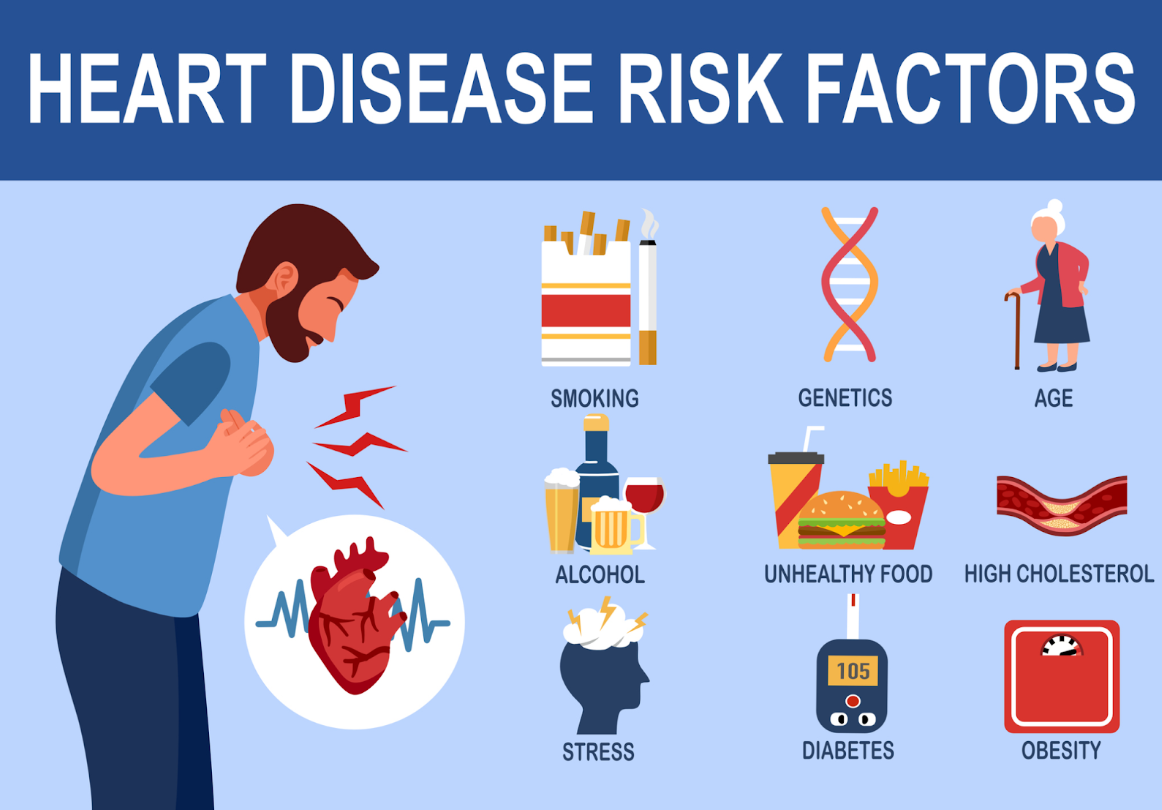 HEART DISEASE RISK FACTORS
SMOKING
GENETICS
AGE
ALCOHOL
UNHEALTHY FOOD
HIGH CHOLESTEROL
105
STRESS
DIABETES
OBESITY